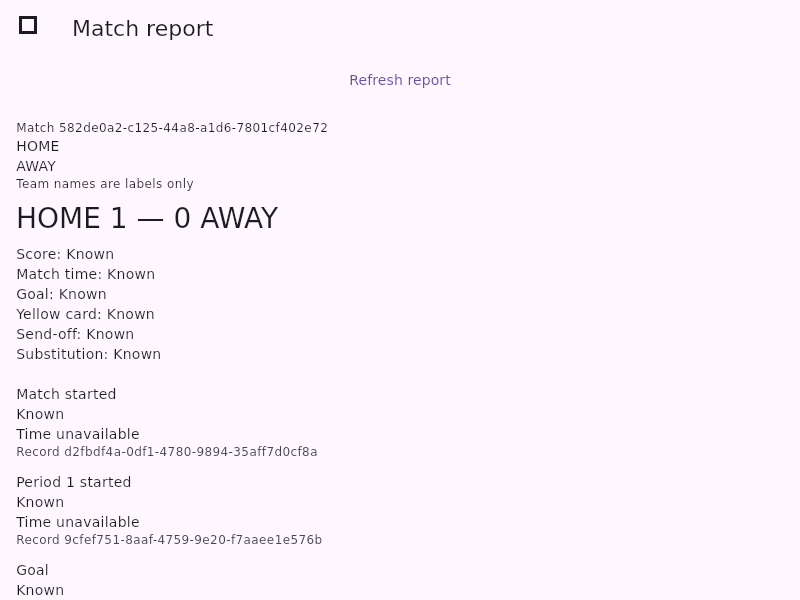 Match report
Refresh report
Match 582de0a2-c125-44a8-a1d6-7801cf402e72
HOME
AWAY
Team names are labels only
HOME 1 — 0 AWAY
Score: Known
Match time: Known
Goal: Known
Yellow card: Known
Send-off: Known
Substitution: Known
Match started
Known
Time unavailable
Record d2fbdf4a-0df1-4780-9894-35aff7d0cf8a
Period 1 started
Known
Time unavailable
Record 9cfef751-8aaf-4759-9e20-f7aaee1e576b
Goal
Known